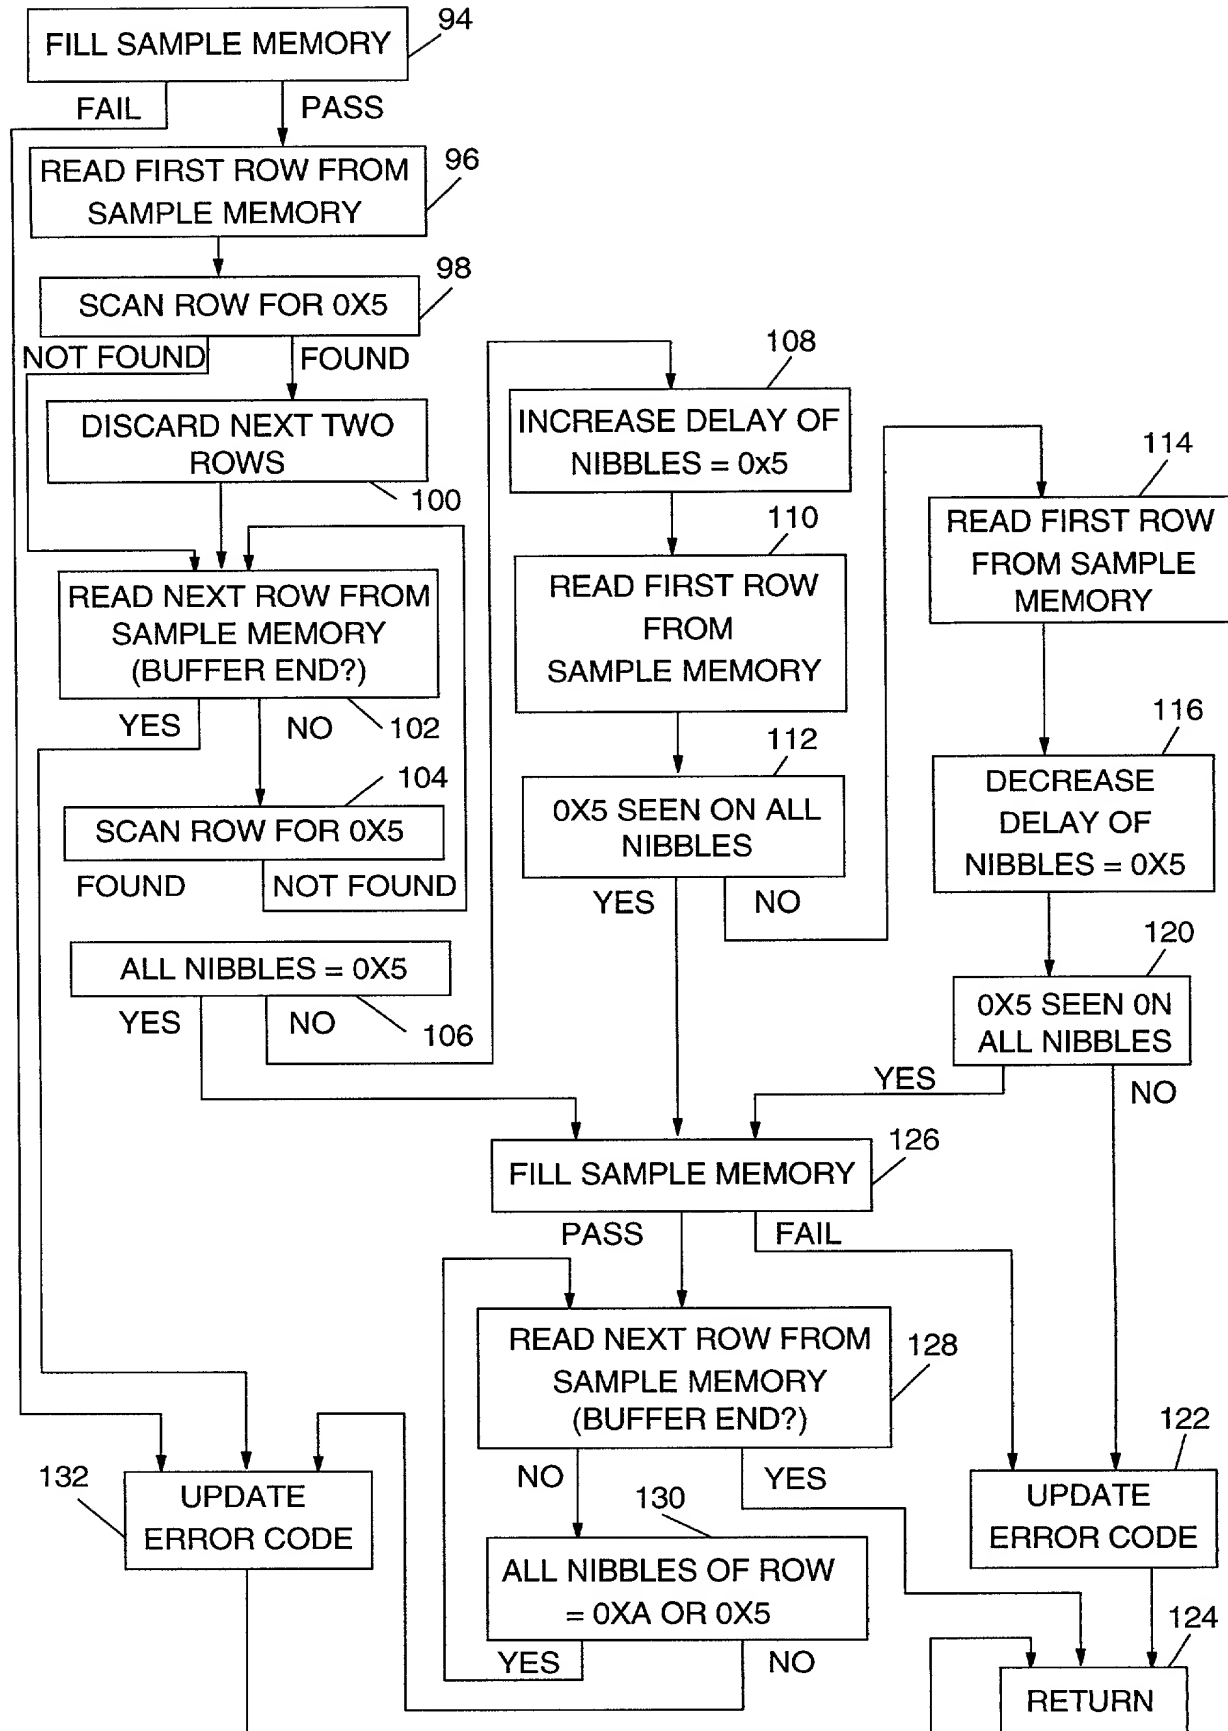 FILL SAMPLE MEMORY
94
FAIL
PASS
READ FIRST ROW FROM
SAMPLE MEMORY
96
SCAN ROW FOR 0X5
98
NOT FOUND
FOUND
DISCARD NEXT TWO
ROWS
100
READ NEXT ROW FROM
SAMPLE MEMORY
(BUFFER END?)
YES
NO
102
104
SCAN ROW FOR 0X5
FOUND
NOT FOUND
ALL NIBBLES = 0X5
YES
NO
106
108
INCREASE DELAY OF
NIBBLES = 0x5
110
READ FIRST ROW
FROM
SAMPLE MEMORY
112
0X5 SEEN ON ALL
NIBBLES
YES
NO
114
READ FIRST ROW
FROM SAMPLE
MEMORY
116
DECREASE
DELAY OF
NIBBLES = 0X5
120
0X5 SEEN 0N
ALL NIBBLES
YES
NO
FILL SAMPLE MEMORY
126
PASS
FAIL
READ NEXT ROW FROM
SAMPLE MEMORY
(BUFFER END?)
128
NO
YES
130
ALL NIBBLES OF ROW
= 0XA OR 0X5
YES
NO
132
UPDATE
ERROR CODE
122
UPDATE
ERROR CODE
124
RETURN